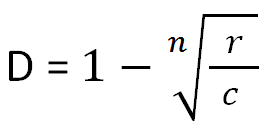 D = 1 − ⁿ√(r/c)